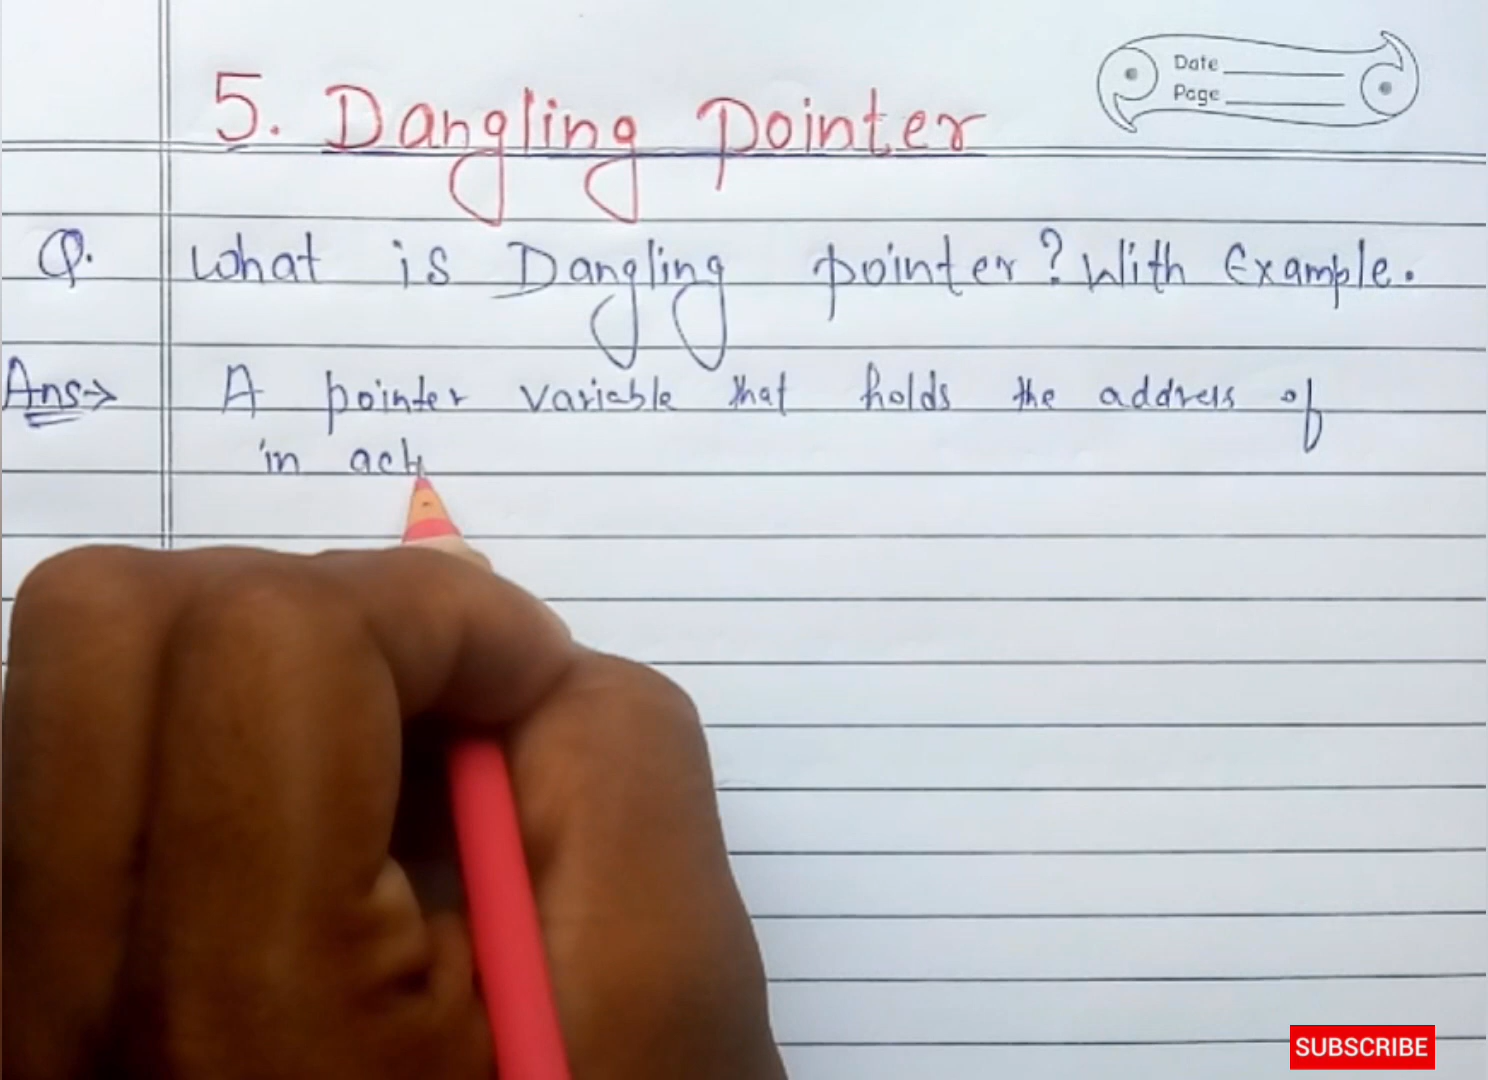 Date
Page
5. Dangling Pointer
Q. What is Dangling pointer? With Example.
Ans→ A pointer variable that holds the address of
in act
SUBSCRIBE